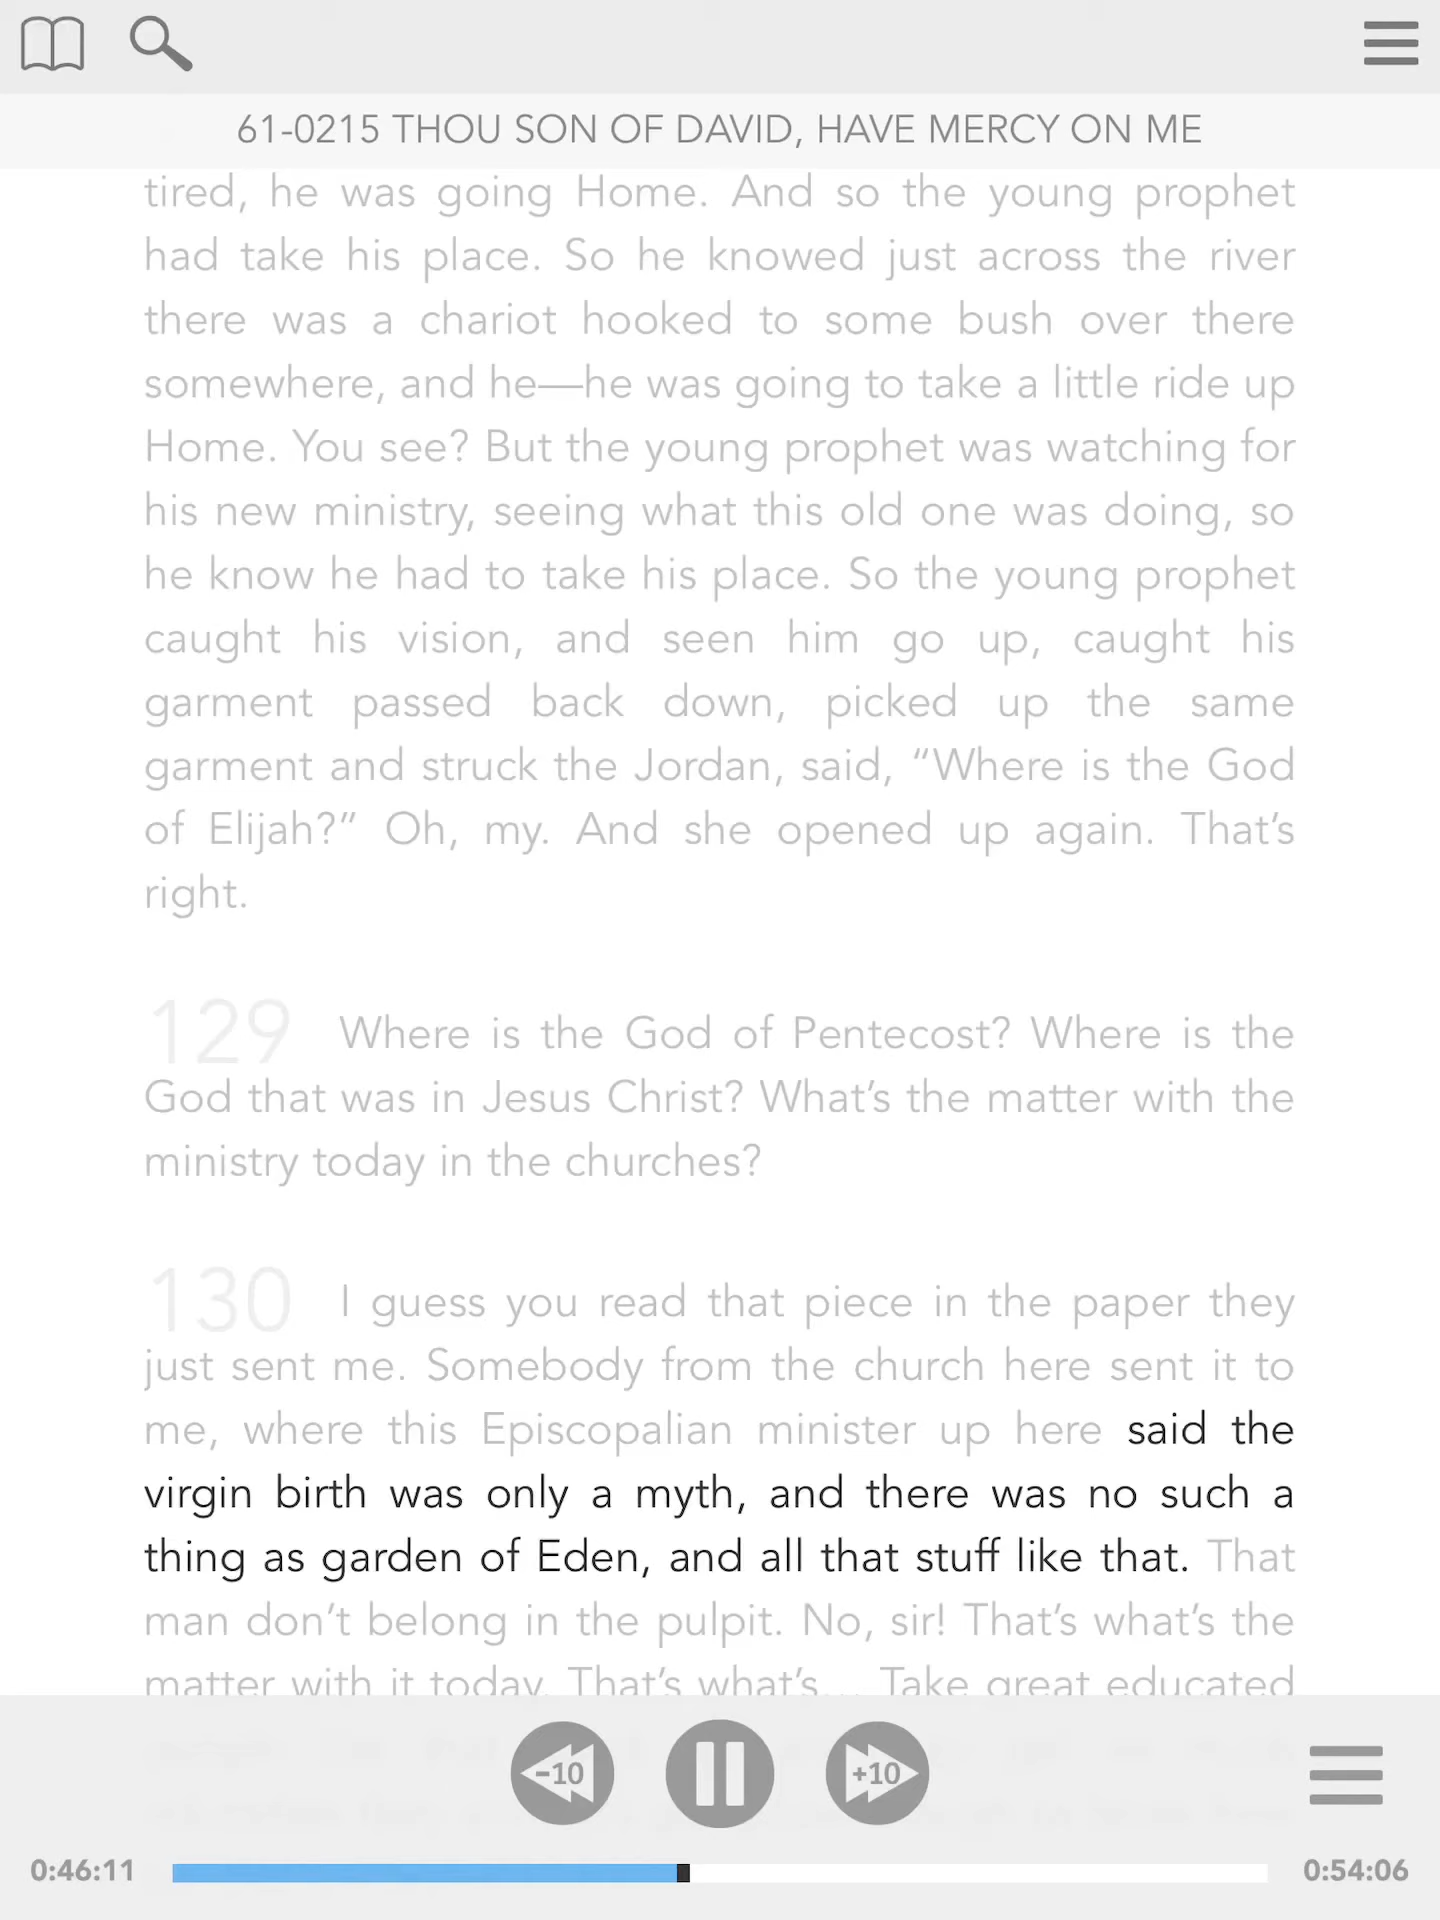 61-0215 THOU SON OF DAVID, HAVE MERCY ON ME
tired, he was going Home. And so the young prophet
had take his place. So he knowed just across the river
there was a chariot hooked to some bush over there
somewhere, and he—he was going to take a little ride up
Home. You see? But the young prophet was watching for
his new ministry, seeing what this old one was doing, so
he know he had to take his place. So the young prophet
caught his vision, and seen him go up, caught his
garment passed back down, picked up the same
garment and struck the Jordan, said, “Where is the God
of Elijah?” Oh, my. And she opened up again. That’s
right.
129 Where is the God of Pentecost? Where is the
God that was in Jesus Christ? What’s the matter with the
ministry today in the churches?
130 I guess you read that piece in the paper they
just sent me. Somebody from the church here sent it to
me, where this Episcopalian minister up here said the
virgin birth was only a myth, and there was no such a
thing as garden of Eden, and all that stuff like that. That
man don’t belong in the pulpit. No, sir! That’s what’s the
matter with it today. That’s what’s… Take great educated
-10 +10
0:46:11 0:54:06